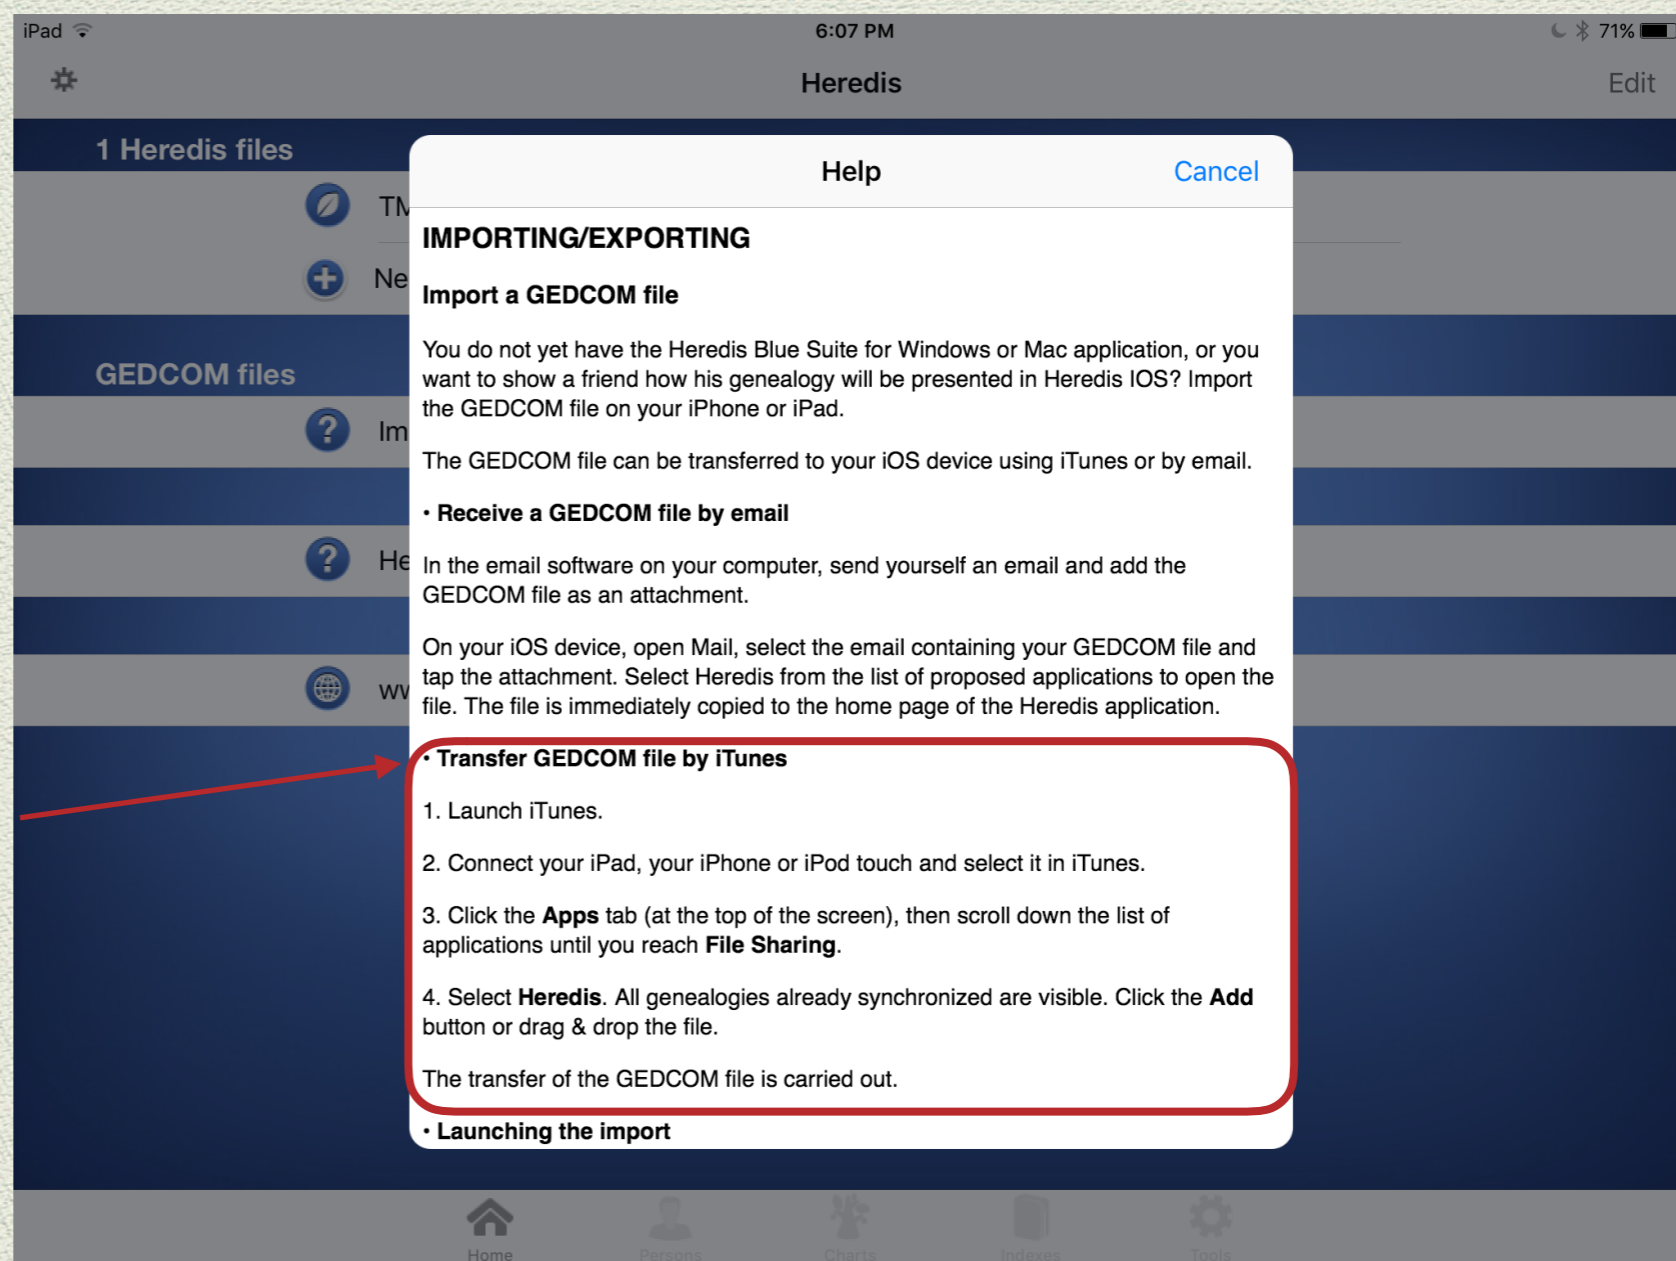 iPad 6:07 PM 71%
Heredis Edit
1 Heredis files
Help Cancel
TM
Ne
GEDCOM files
Im
He
IMPORTING/EXPORTING
Import a GEDCOM file
You do not yet have the Heredis Blue Suite for Windows or Mac application, or you
want to show a friend how his genealogy will be presented in Heredis IOS? Import
the GEDCOM file on your iPhone or iPad.
The GEDCOM file can be transferred to your iOS device using iTunes or by email.
• Receive a GEDCOM file by email
In the email software on your computer, send yourself an email and add the
GEDCOM file as an attachment.
On your iOS device, open Mail, select the email containing your GEDCOM file and
tap the attachment. Select Heredis from the list of proposed applications to open the
file. The file is immediately copied to the home page of the Heredis application.
• Transfer GEDCOM file by iTunes
1. Launch iTunes.
2. Connect your iPad, your iPhone or iPod touch and select it in iTunes.
3. Click the Apps tab (at the top of the screen), then scroll down the list of
applications until you reach File Sharing.
4. Select Heredis. All genealogies already synchronized are visible. Click the Add
button or drag & drop the file.
The transfer of the GEDCOM file is carried out.
• Launching the import
Home Persons Charts Indexes Tools